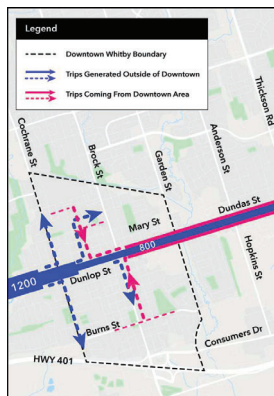 Legend
Downtown Whitby Boundary
Trips Generated Outside of Downtown
Trips Coming From Downtown Area
Thickson Rd
Cochrane St
Brock St
Garden St
Anderson St
Dundas St
Mary St
800
Hopkins St
1200
Dunlop St
Burns St
Consumers Dr
HWY 401